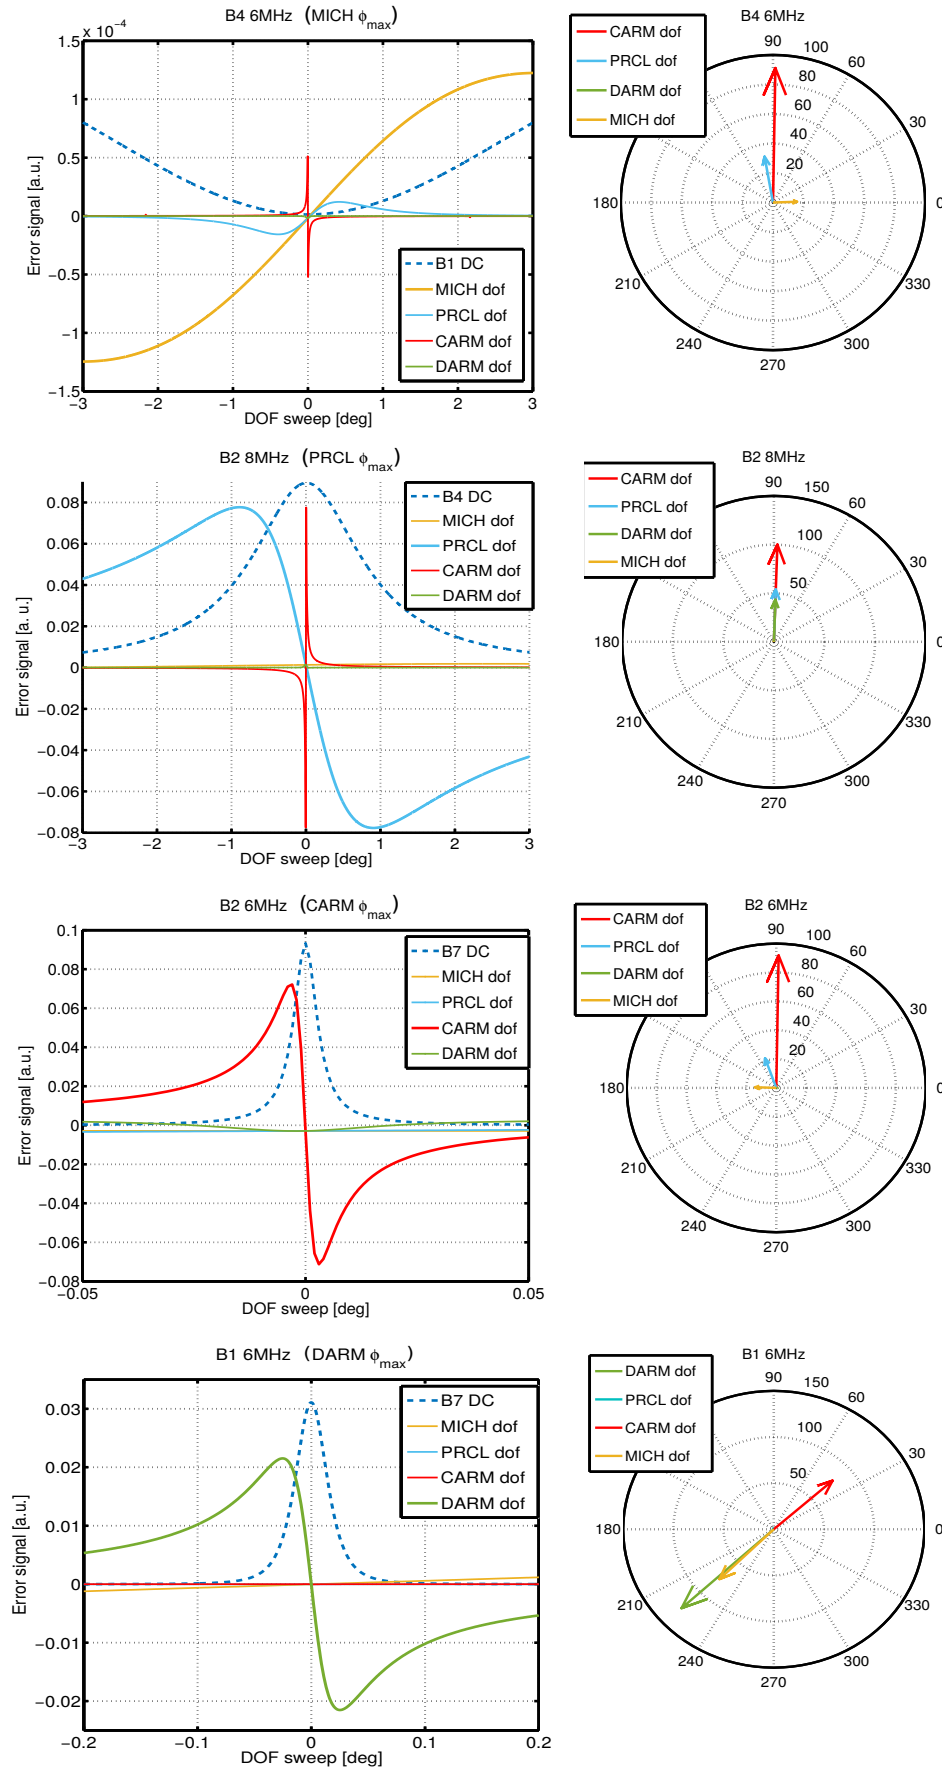 B4 6MHz (MICH ϕmax)
x 10−4
1.5
1
0.5
0
−0.5
−1
−1.5
Error signal [a.u.]
−3
−2
−1
0
1
2
3
DOF sweep [deg]
B1 DC
MICH dof
PRCL dof
CARM dof
DARM dof
B4 6MHz
CARM dof
PRCL dof
DARM dof
MICH dof
90
100
60
80
60
40
20
30
180
0
210
330
240
300
270
B2 8MHz (PRCL ϕmax)
0.08
0.06
0.04
0.02
0
−0.02
−0.04
−0.06
−0.08
Error signal [a. u.]
−3
−2
−1
0
1
2
3
DOF sweep [deg]
B4 DC
MICH dof
PRCL dof
CARM dof
DARM dof
B2 8MHz
CARM dof
PRCL dof
DARM dof
MICH dof
90
150
60
100
50
30
180
0
210
330
240
300
270
B2 6MHz (CARM ϕmax)
0.1
0.08
0.06
0.04
0.02
0
−0.02
−0.04
−0.06
−0.08
Error signal [a.u.]
−0.05
0
0.05
DOF sweep [deg]
B7 DC
MICH dof
PRCL dof
CARM dof
DARM dof
B2 6MHz
CARM dof
PRCL dof
DARM dof
MICH dof
90
100
60
80
60
40
20
30
180
0
210
330
240
300
270
B1 6MHz (DARM ϕmax)
0.03
0.02
0.01
0
−0.01
−0.02
Error signal [a.u.]
−0.2
−0.1
0
0.1
0.2
DOF sweep [deg]
B7 DC
MICH dof
PRCL dof
CARM dof
DARM dof
B1 6MHz
DARM dof
PRCL dof
CARM dof
MICH dof
90
150
60
100
50
30
180
0
210
330
240
300
270